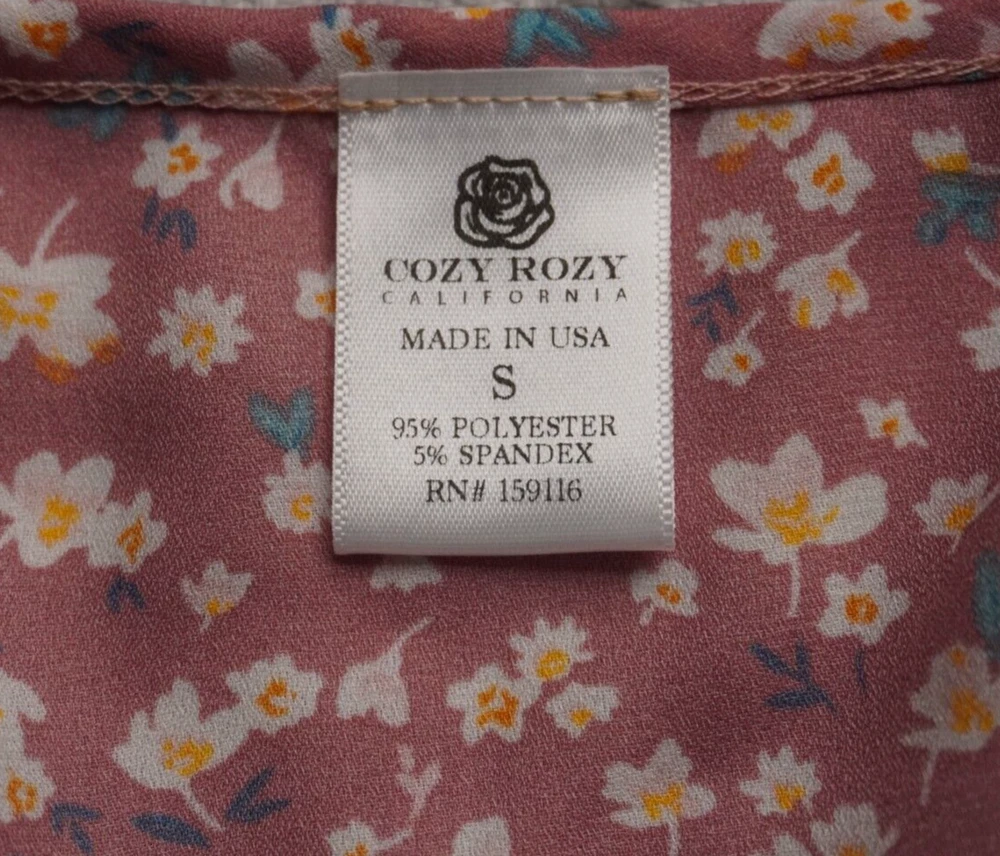 COZY ROZY
CALIFORNIA
MADE IN USA
S
95% POLYESTER
5% SPANDEX
RN# 159116